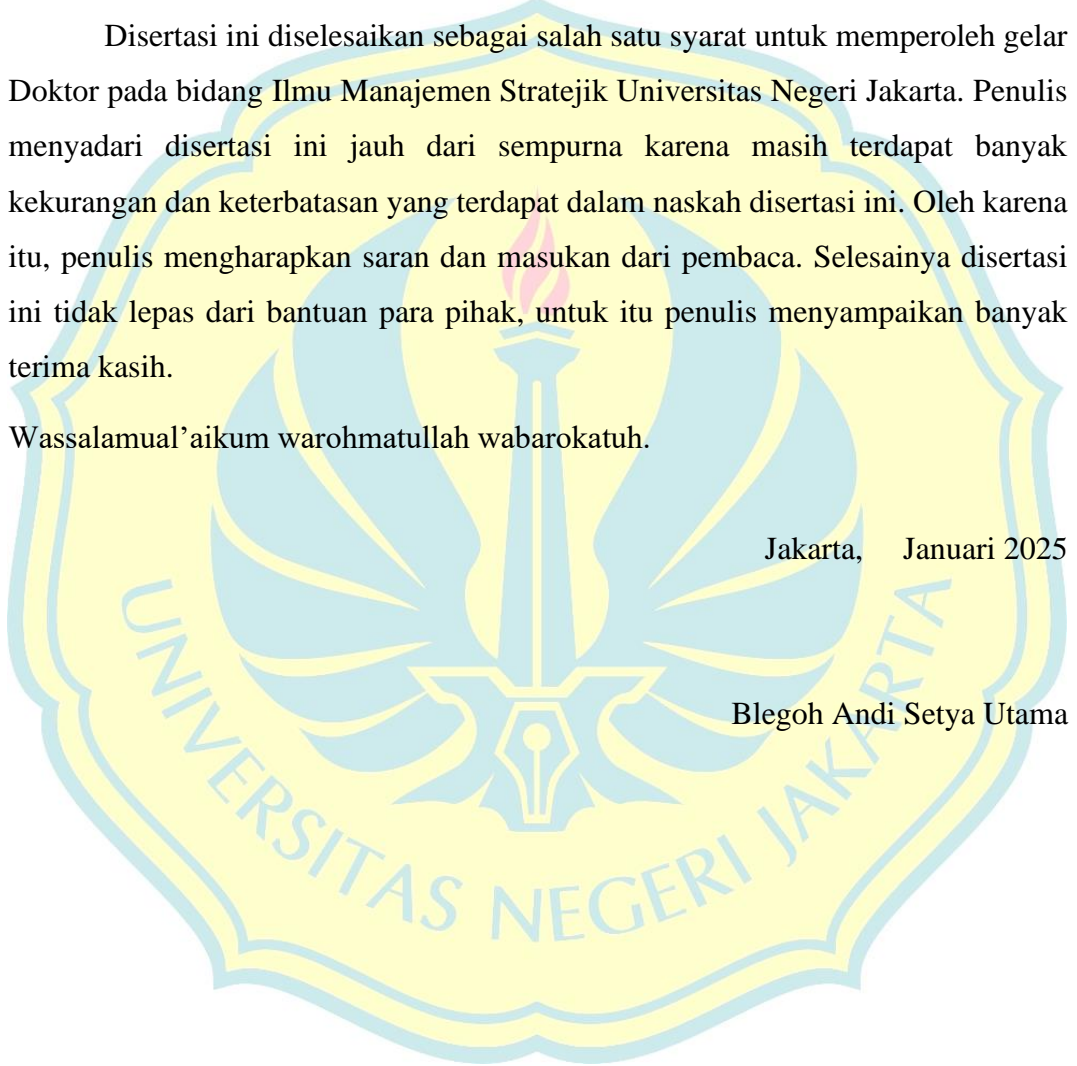 Disertasi ini diselesaikan sebagai salah satu syarat untuk memperoleh gelar
Doktor pada bidang Ilmu Manajemen Stratejik Universitas Negeri Jakarta. Penulis
menyadari disertasi ini jauh dari sempurna karena masih terdapat banyak
kekurangan dan keterbatasan yang terdapat dalam naskah disertasi ini. Oleh karena
itu, penulis mengharapkan saran dan masukan dari pembaca. Selesainya disertasi
ini tidak lepas dari bantuan para pihak, untuk itu penulis menyampaikan banyak
terima kasih.
Wassalamual’aikum warohmatullah wabarokatuh.
Jakarta, Januari 2025
Blegoh Andi Setya Utama
UNIVERSITAS NEGERI JAKARTA